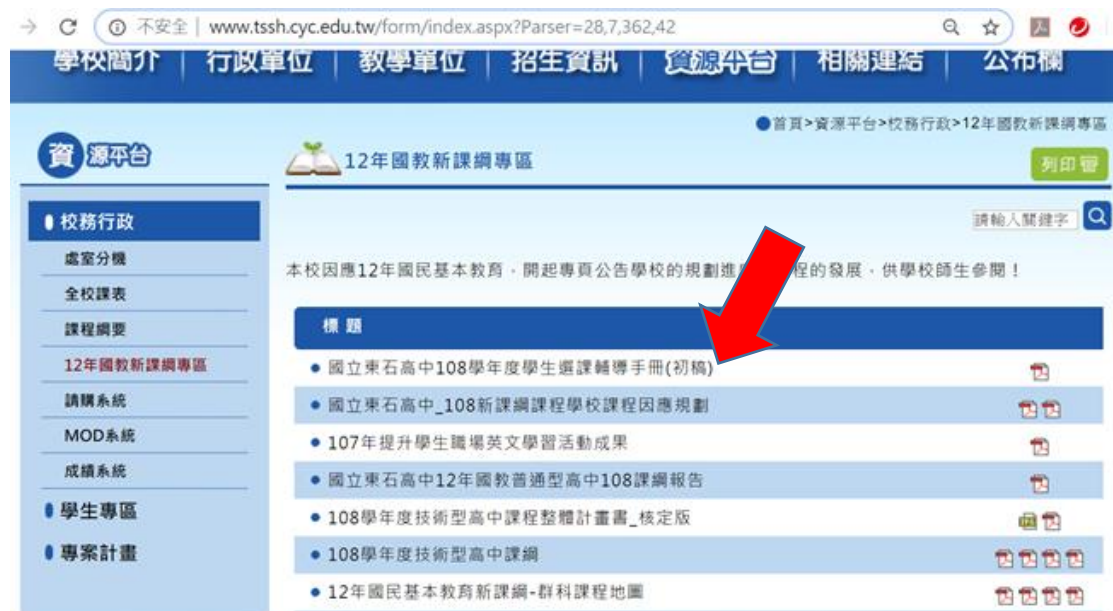 不安全 | www.tssh.cyc.edu.tw/form/index.aspx?Parser=28,7,362,42
學校簡介 | 行政單位 | 教學單位 | 招生資訊 | 資源平台 | 相關連結 | 公布欄
首頁>資源平台>校務行政>12年國教新課綱專區
資源平台
12年國教新課綱專區
列印
校務行政
請輸入關鍵字
處室分機
本校因應12年國民基本教育,開起專頁公告學校的規劃進 程的發展,供學校師生參閱!
全校課表
課程綱要
12年國教新課綱專區
請購系統
MOD系統
成績系統
學生專區
專案計畫
標題
國立東石高中108學年度學生選課輔導手冊(初稿)
國立東石高中_108新課綱課程學校課程因應規劃
107年提升學生職場英文學習活動成果
國立東石高中12年國教普通型高中108課綱報告
108學年度技術型高中課程整體計畫書_核定版
108學年度技術型高中課綱
12年國民基本教育新課綱-群科課程地圖